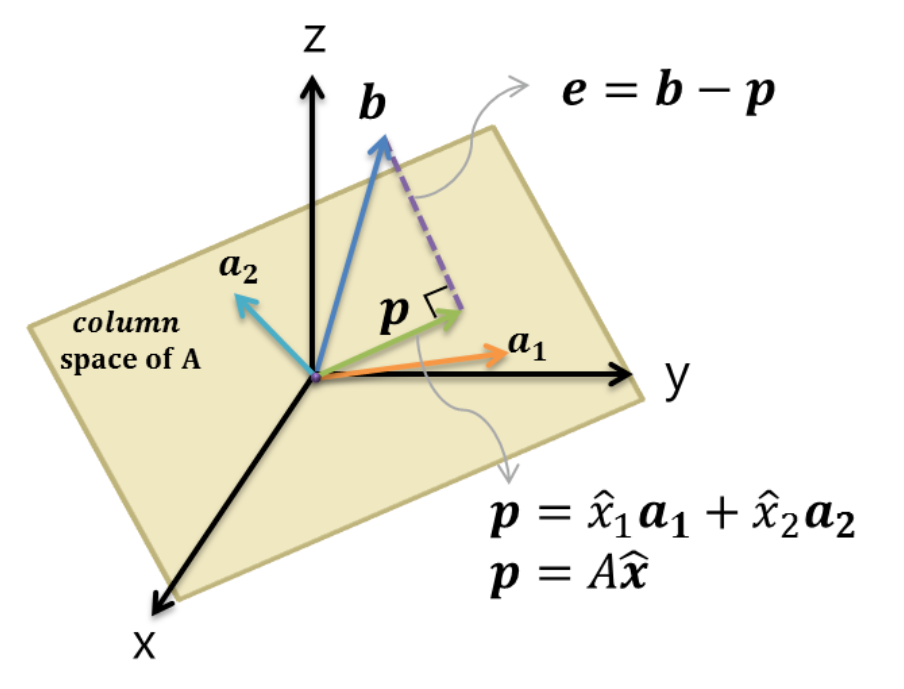 z
b
e = b − p
a₂
column
space of A
p
a₁
y
p = x̂₁a₁ + x̂₂a₂
p = Ax̂
x